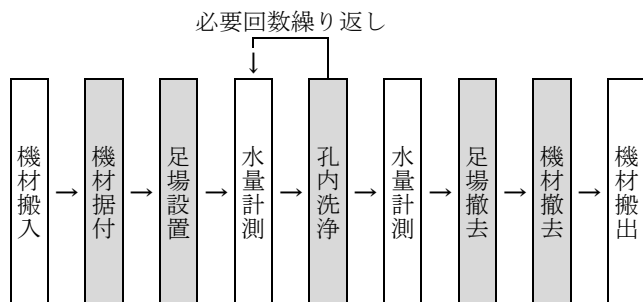 必要回数繰り返し
機材搬入
→
機材据付
→
足場設置
→
水量計測
→
孔内洗浄
→
水量計測
→
足場撤去
→
機材撤去
→
機材搬出